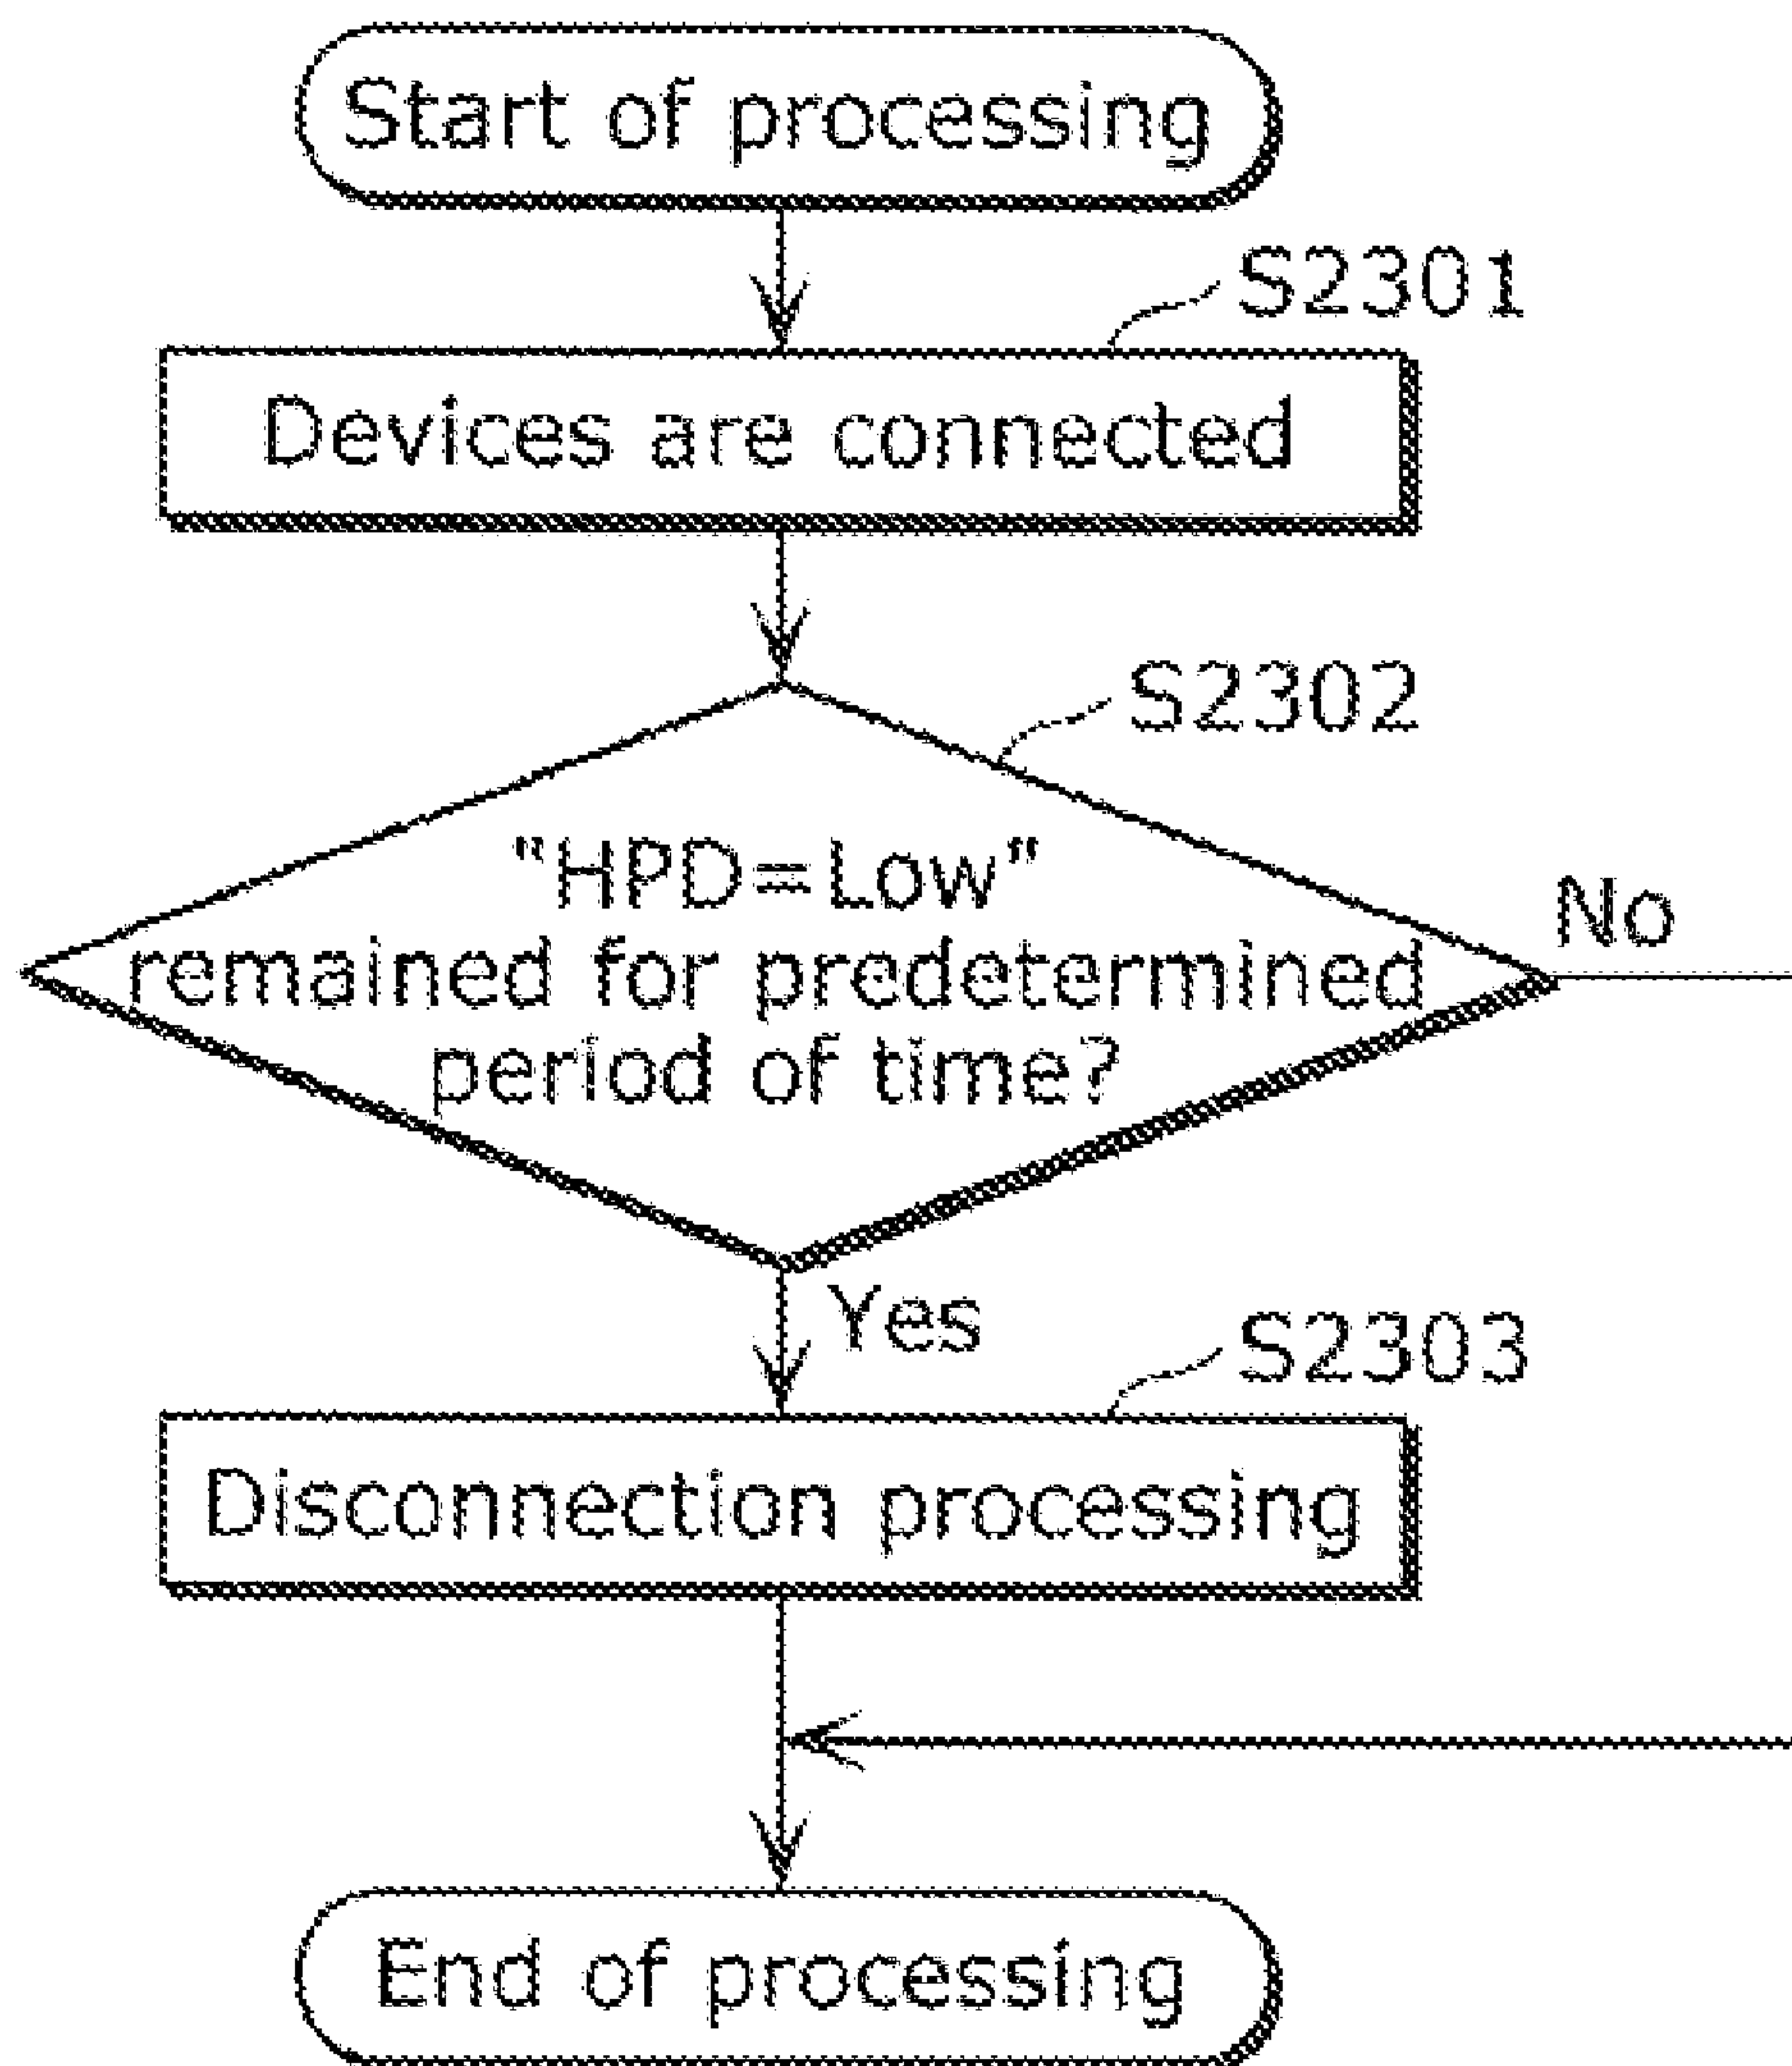 Start of processing
S2301
Devices are connected
S2302
"HPD=Low"
remained for predetermined
period of time?
No
Yes
S2303
Disconnection processing
End of processing